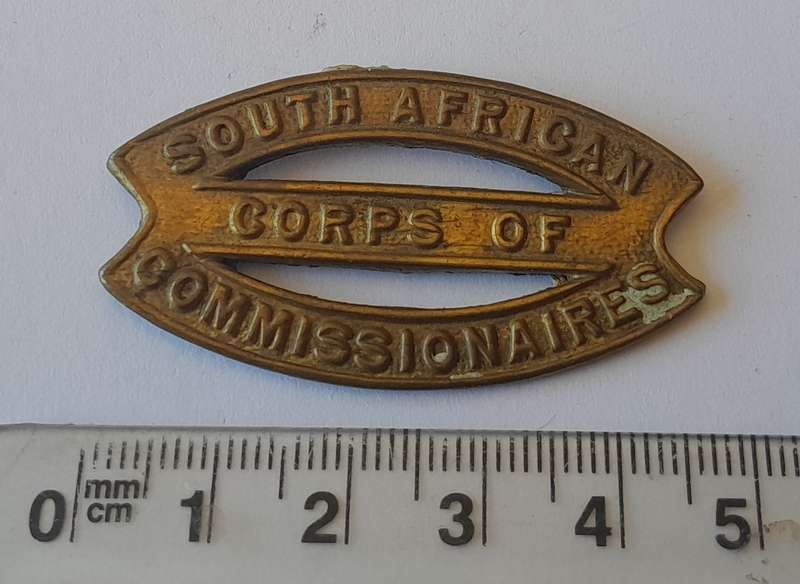 SOUTH AFRICAN
CORPS OF
COMMISSIONAIRES
mm
0 cm 1 2 3 4 5